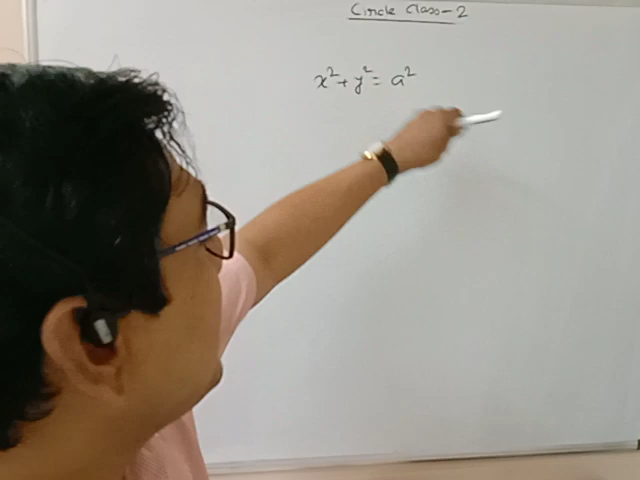 Circle Class-2
x² + y² = a²